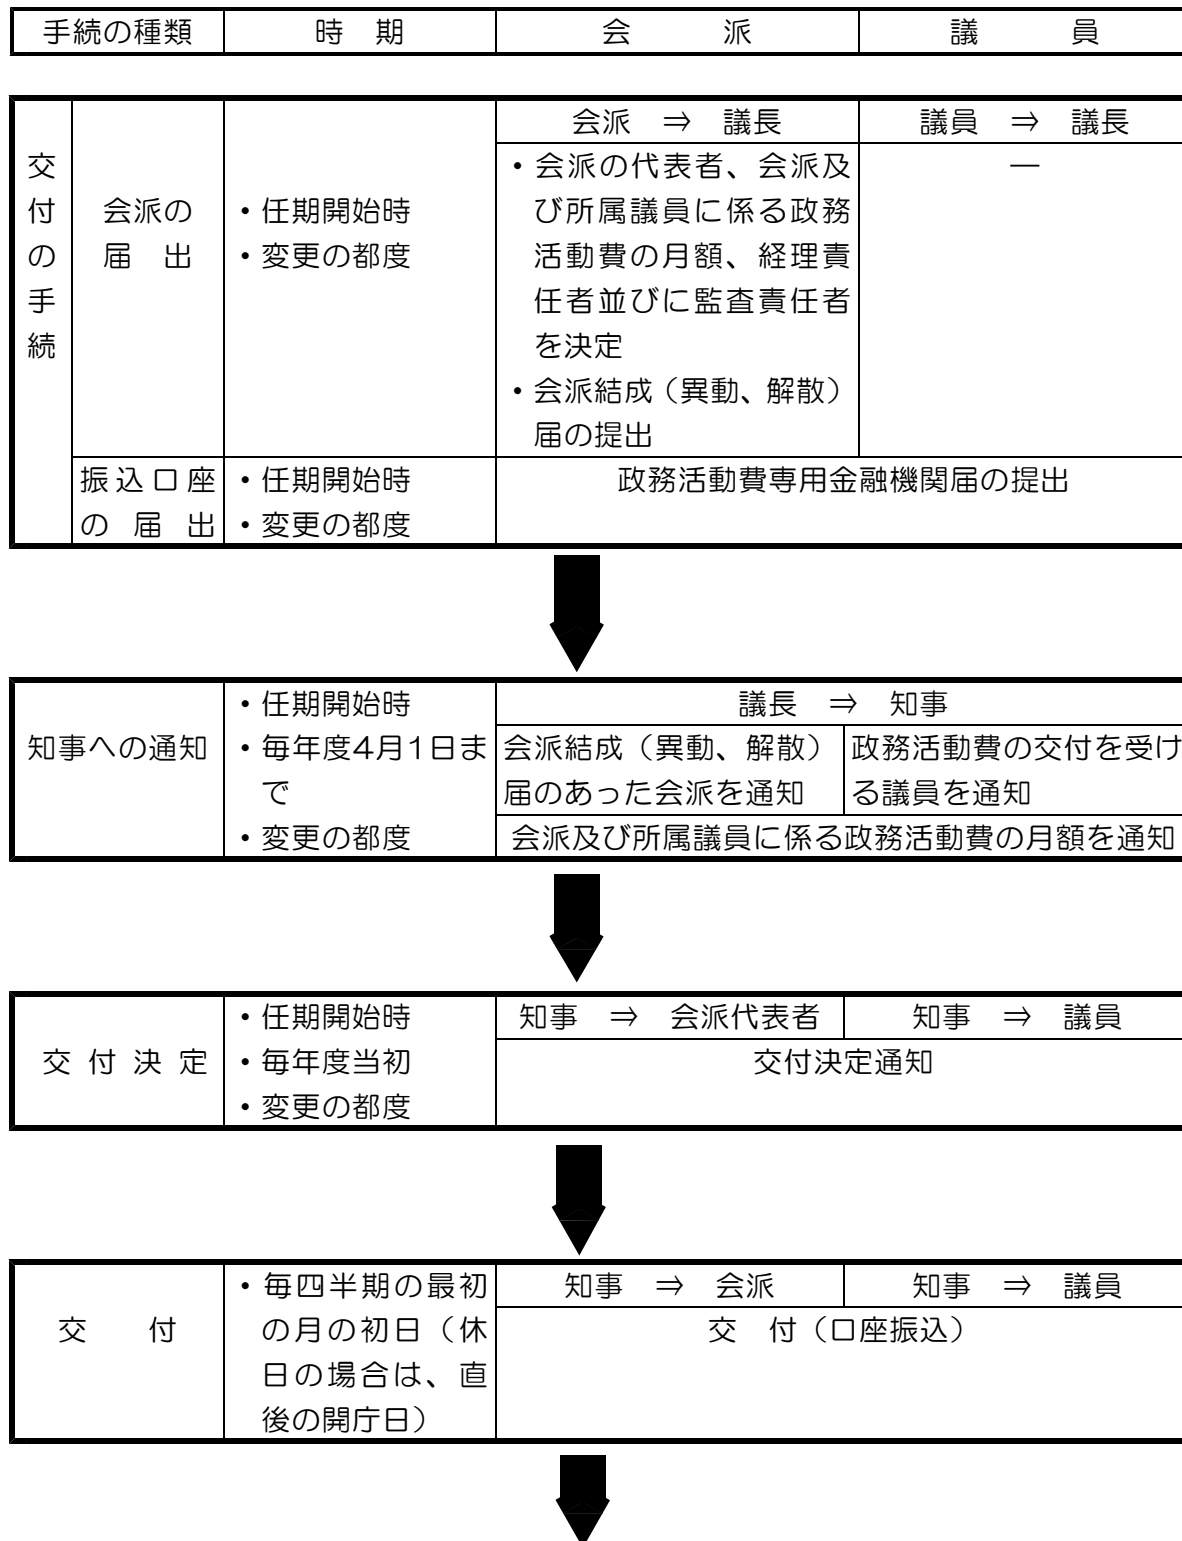 手続の種類 時 期 会 派 議 員
会派 ⇒ 議長 議員 ⇒ 議長
交付の手続
会派の
届 出
・任期開始時
・変更の都度
・会派の代表者、会派及
び所属議員に係る政務
活動費の月額、経理責
任者並びに監査責任者
を決定
・会派結成（異動、解散）
届の提出
―
振込口座
の届出
・任期開始時
・変更の都度
政務活動費専用金融機関届の提出
知事への通知
・任期開始時
・毎年度4月1日ま
で
・変更の都度
議長 ⇒ 知事
会派結成（異動、解散）
届のあった会派を通知
政務活動費の交付を受け
る議員を通知
会派及び所属議員に係る政務活動費の月額を通知
交付決定
・任期開始時
・毎年度当初
・変更の都度
知事 ⇒ 会派代表者 知事 ⇒ 議員
交付決定通知
交 付
・毎四半期の最初
の月の初日（休
日の場合は、直
後の開庁日）
知事 ⇒ 会派 知事 ⇒ 議員
交 付（口座振込）